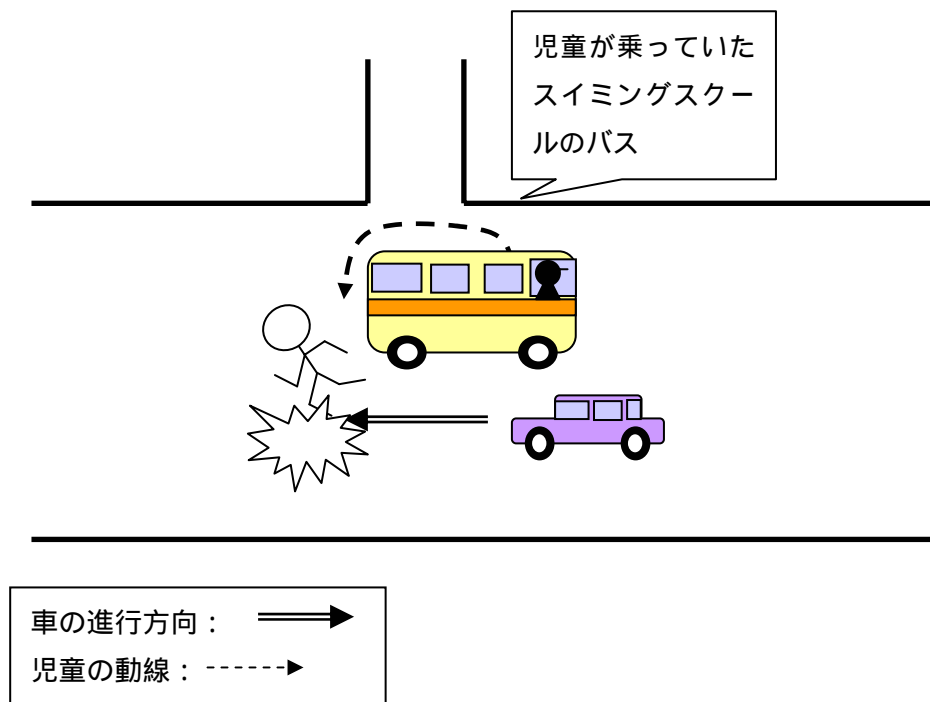 児童が乗っていた
スイミングスクー
ルのバス
車の進行方向：
児童の動線：